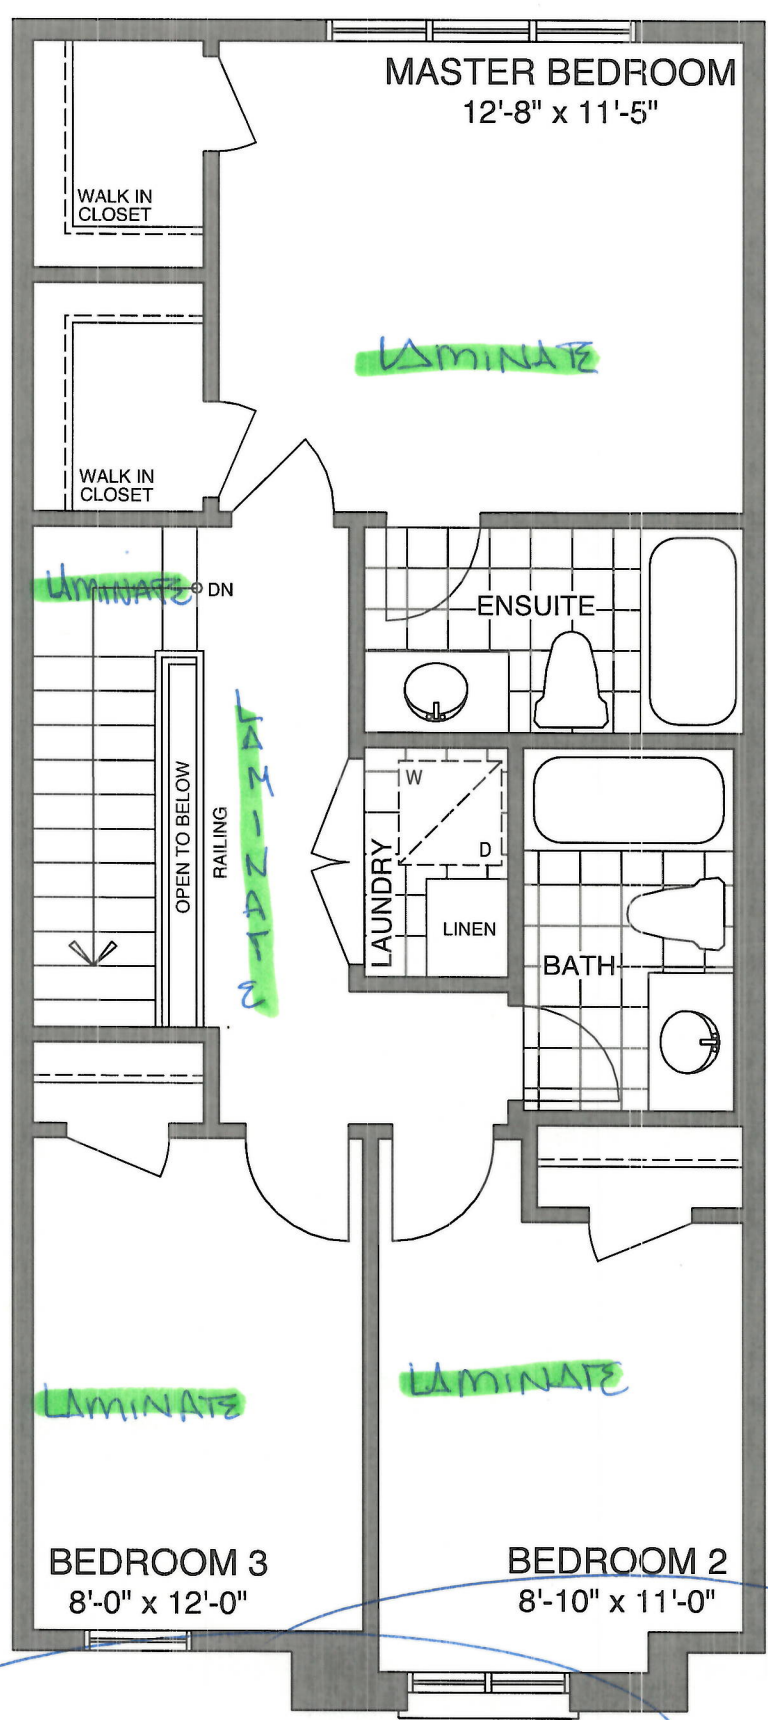 MASTER BEDROOM
12'-8" x 11'-5"
WALK IN
CLOSET
LAMINATE
WALK IN
CLOSET
LAMINATE
DN
ENSUITE
LAMINATE
OPEN TO BELOW
RAILING
W
D
LAUNDRY
LINEN
BATH
LAMINATE
LAMINATE
BEDROOM 3
8'-0" x 12'-0"
BEDROOM 2
8'-10" x 11'-0"